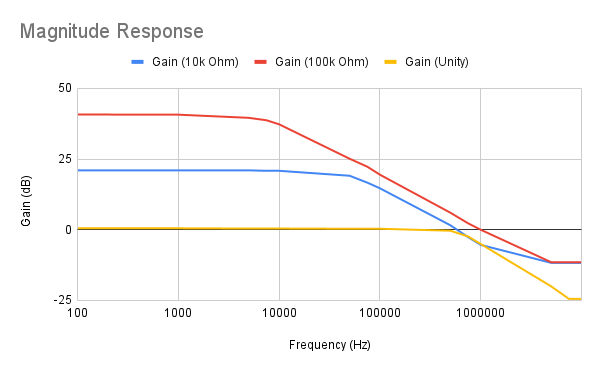 Magnitude Response
Gain (10k Ohm) Gain (100k Ohm) Gain (Unity)
50
25
0
-25
Gain (dB)
100 1000 10000 100000 1000000
Frequency (Hz)